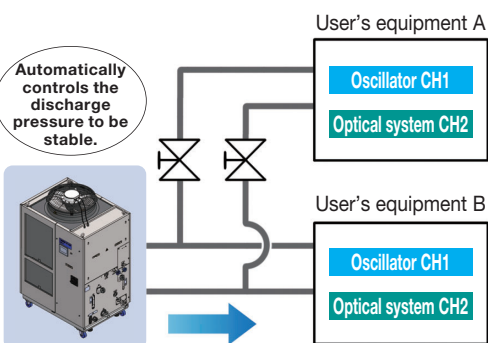 User's equipment A
Automatically
controls the
discharge
pressure to be
stable.
Oscillator CH1
Optical system CH2
User's equipment B
Oscillator CH1
Optical system CH2